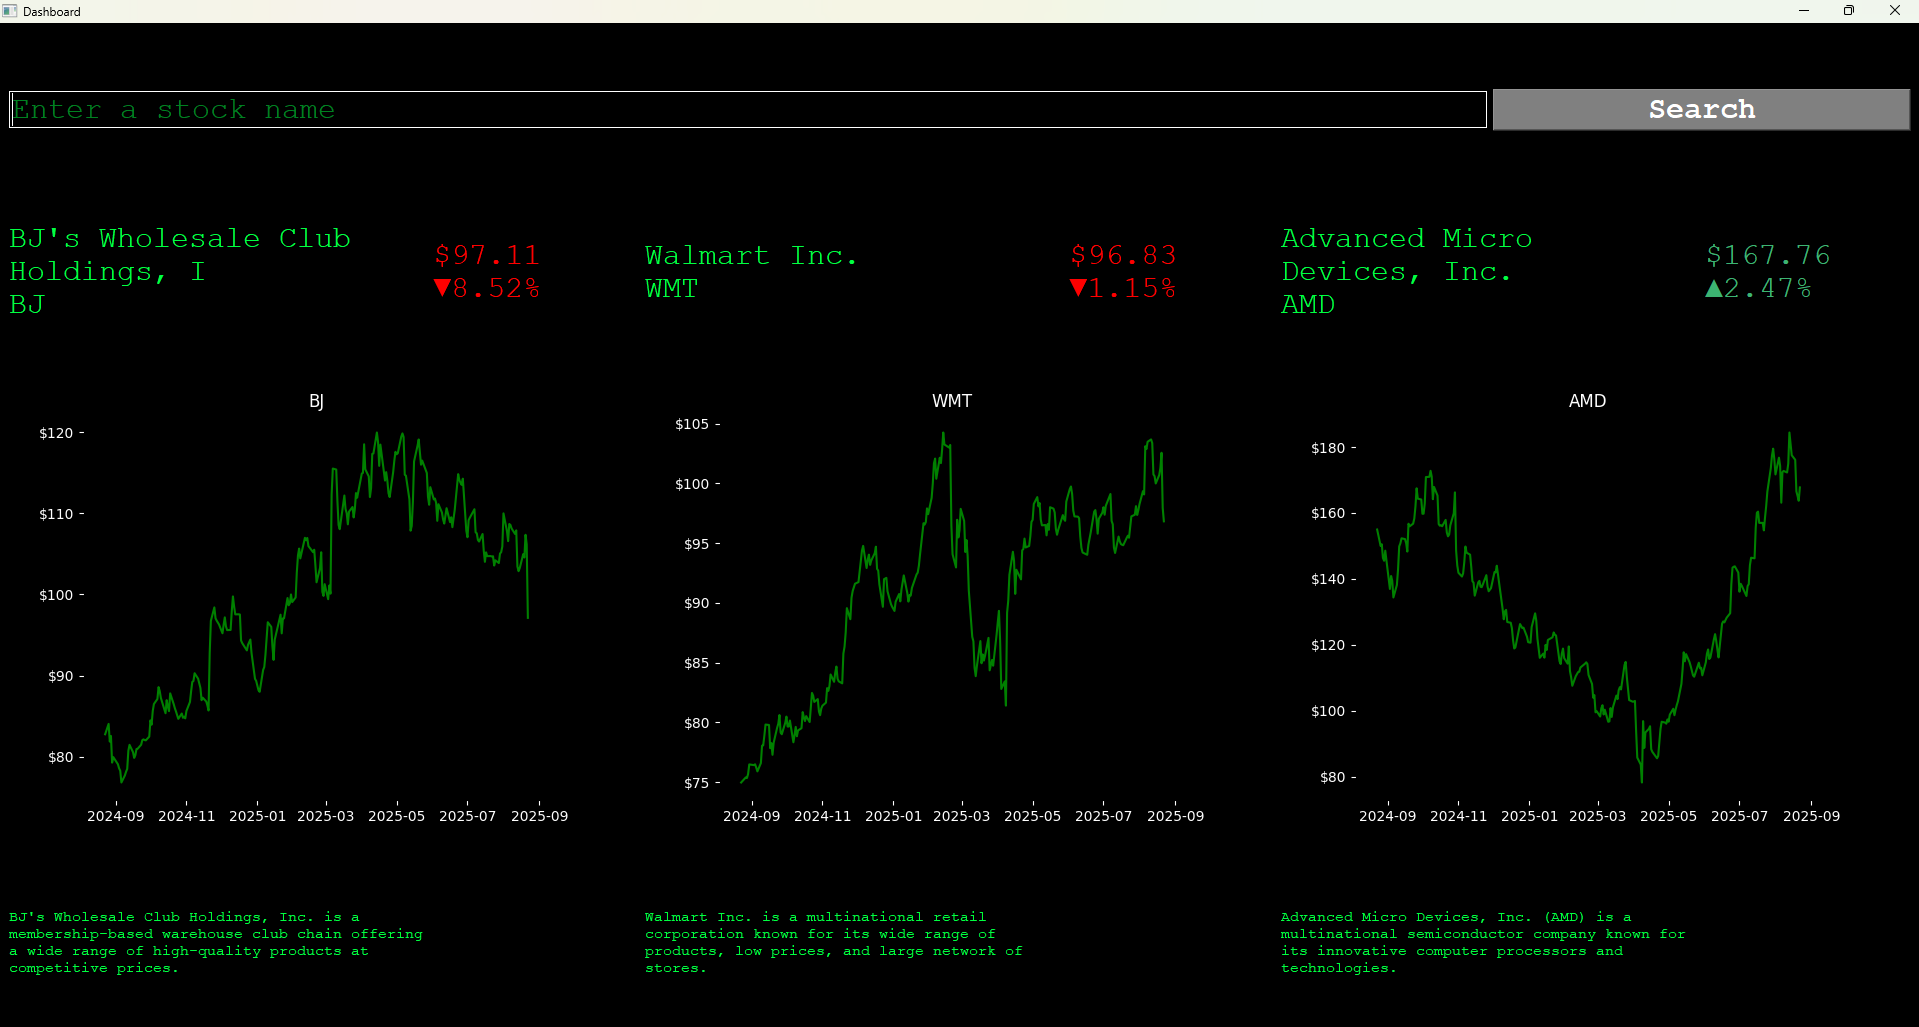 Dashboard
Enter a stock name
Search
BJ's Wholesale Club
Holdings, I
BJ
$97.11
▼8.52%
Walmart Inc.
WMT
$96.83
▼1.15%
Advanced Micro
Devices, Inc.
AMD
$167.76
▲2.47%
BJ
$120
$110
$100
$90
$80
2024-09 2024-11 2025-01 2025-03 2025-05 2025-07 2025-09
WMT
$105
$100
$95
$90
$85
$80
$75
2024-09 2024-11 2025-01 2025-03 2025-05 2025-07 2025-09
AMD
$180
$160
$140
$120
$100
$80
2024-09 2024-11 2025-01 2025-03 2025-05 2025-07 2025-09
BJ's Wholesale Club Holdings, Inc. is a
membership-based warehouse club chain offering
a wide range of high-quality products at
competitive prices.
Walmart Inc. is a multinational retail
corporation known for its wide range of
products, low prices, and large network of
stores.
Advanced Micro Devices, Inc. (AMD) is a
multinational semiconductor company known for
its innovative computer processors and
technologies.